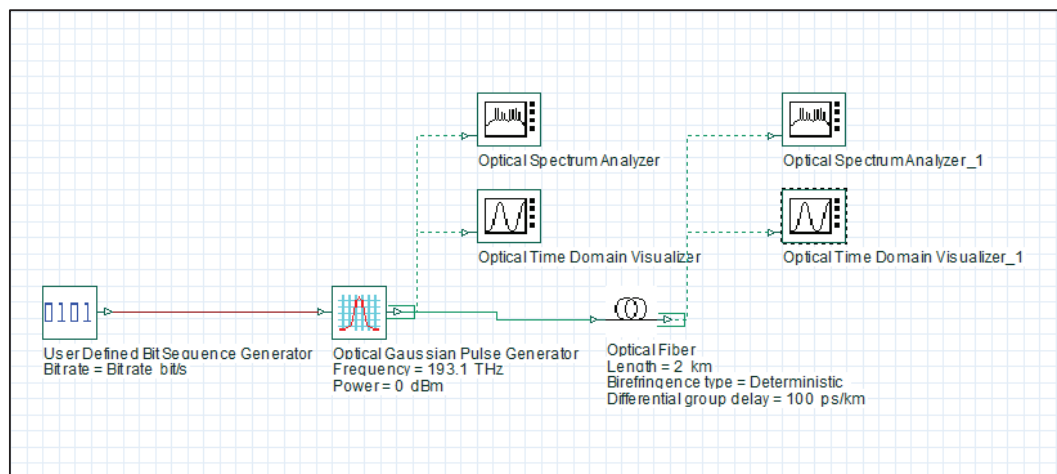 Optical Spectrum Analyzer
Optical Spectrum Analyzer_1
Optical Time Domain Visualizer
Optical Time Domain Visualizer_1
0101
User Defined Bit Sequence Generator
Bitrate = Bitrate bit/s
Optical Gaussian Pulse Generator
Frequency = 193.1 THz
Power = 0 dBm
Optical Fiber
Length = 2 km
Birefringence type = Deterministic
Differential group delay = 100 ps/km